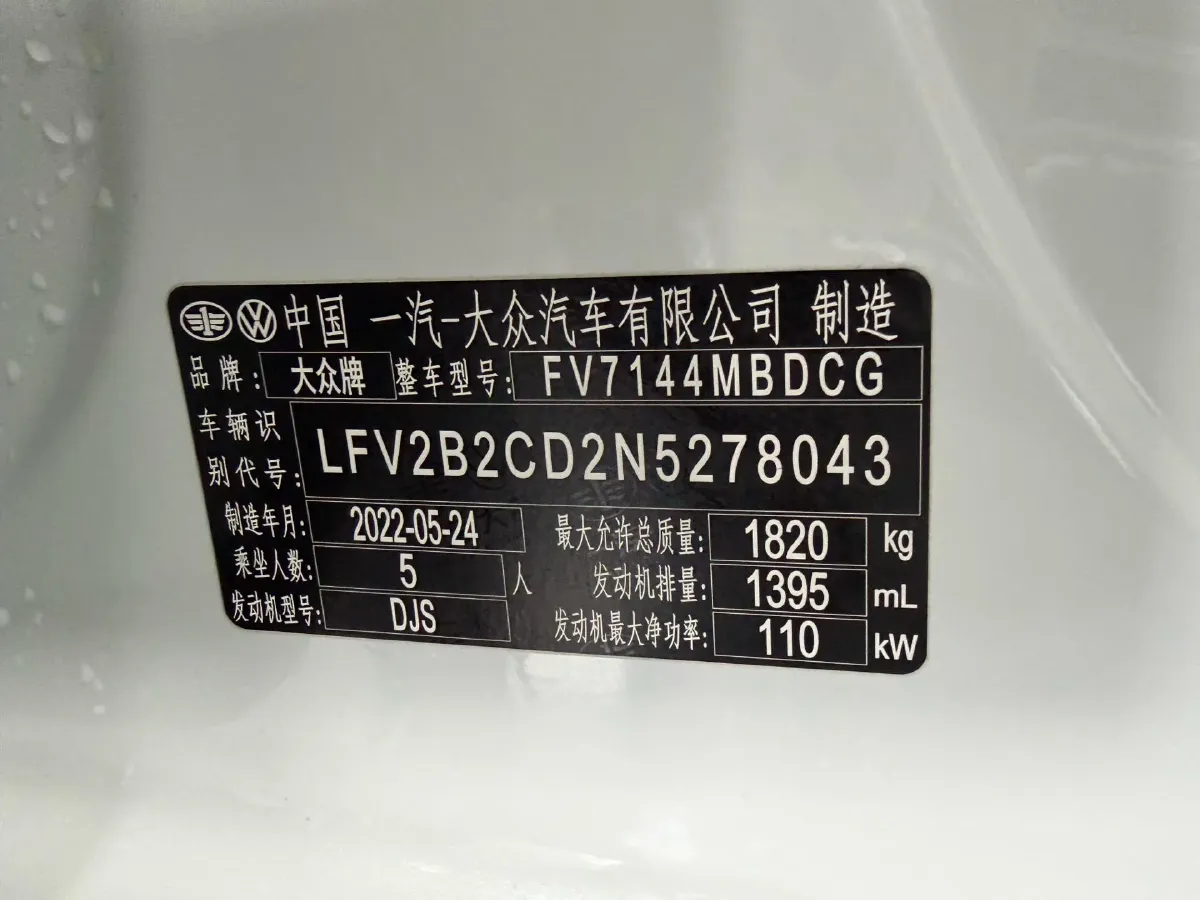 中国 一汽-大众汽车有限公司 制造
品牌: 大众牌 整车型号: FV7144MBDCG
车辆识别代号: LFV2B2CD2N5278043
制造年月: 2022-05-24 最大允许总质量: 1820 kg
乘坐人数: 5 人 发动机排量: 1395 mL
发动机型号: DJS 发动机最大净功率: 110 kW